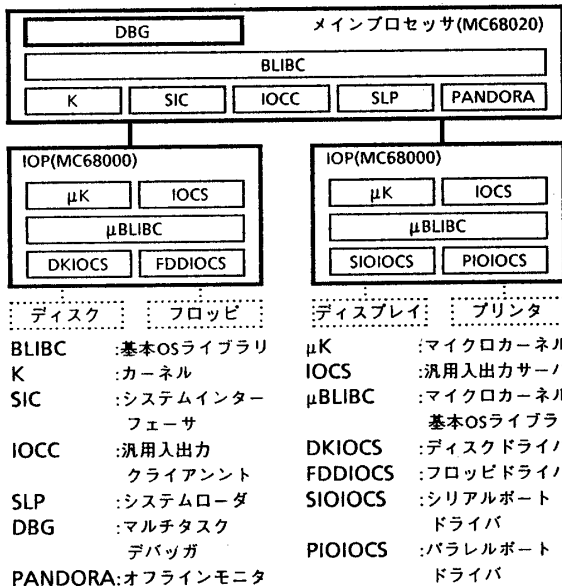 メインプロセッサ(MC68020)
DBG
BLIBC
K SIC IOCC SLP PANDORA
IOP(MC68000)
μK IOCS
μBLIBC
DKIOCS FDDIOCS
ディスク フロッピ
IOP(MC68000)
μK IOCS
μBLIBC
SIOIOCS PIOIOCS
ディスプレイ プリンタ
BLIBC :基本OSライブラリ
K :カーネル
SIC :システムインター
フェーサ
IOCC :汎用入出力
クライアンント
SLP :システムローダ
DBG :マルチタスク
デバッガ
PANDORA:オフラインモニタ
μK :マイクロカーネル
IOCS :汎用入出力サーバ
μBLIBC :マイクロカーネル
基本OSライブラ
DKIOCS :ディスクドライバ
FDDIOCS :フロッピドライバ
SIOIOCS :シリアルポート
ドライバ
PIOIOCS :パラレルポート
ドライバ